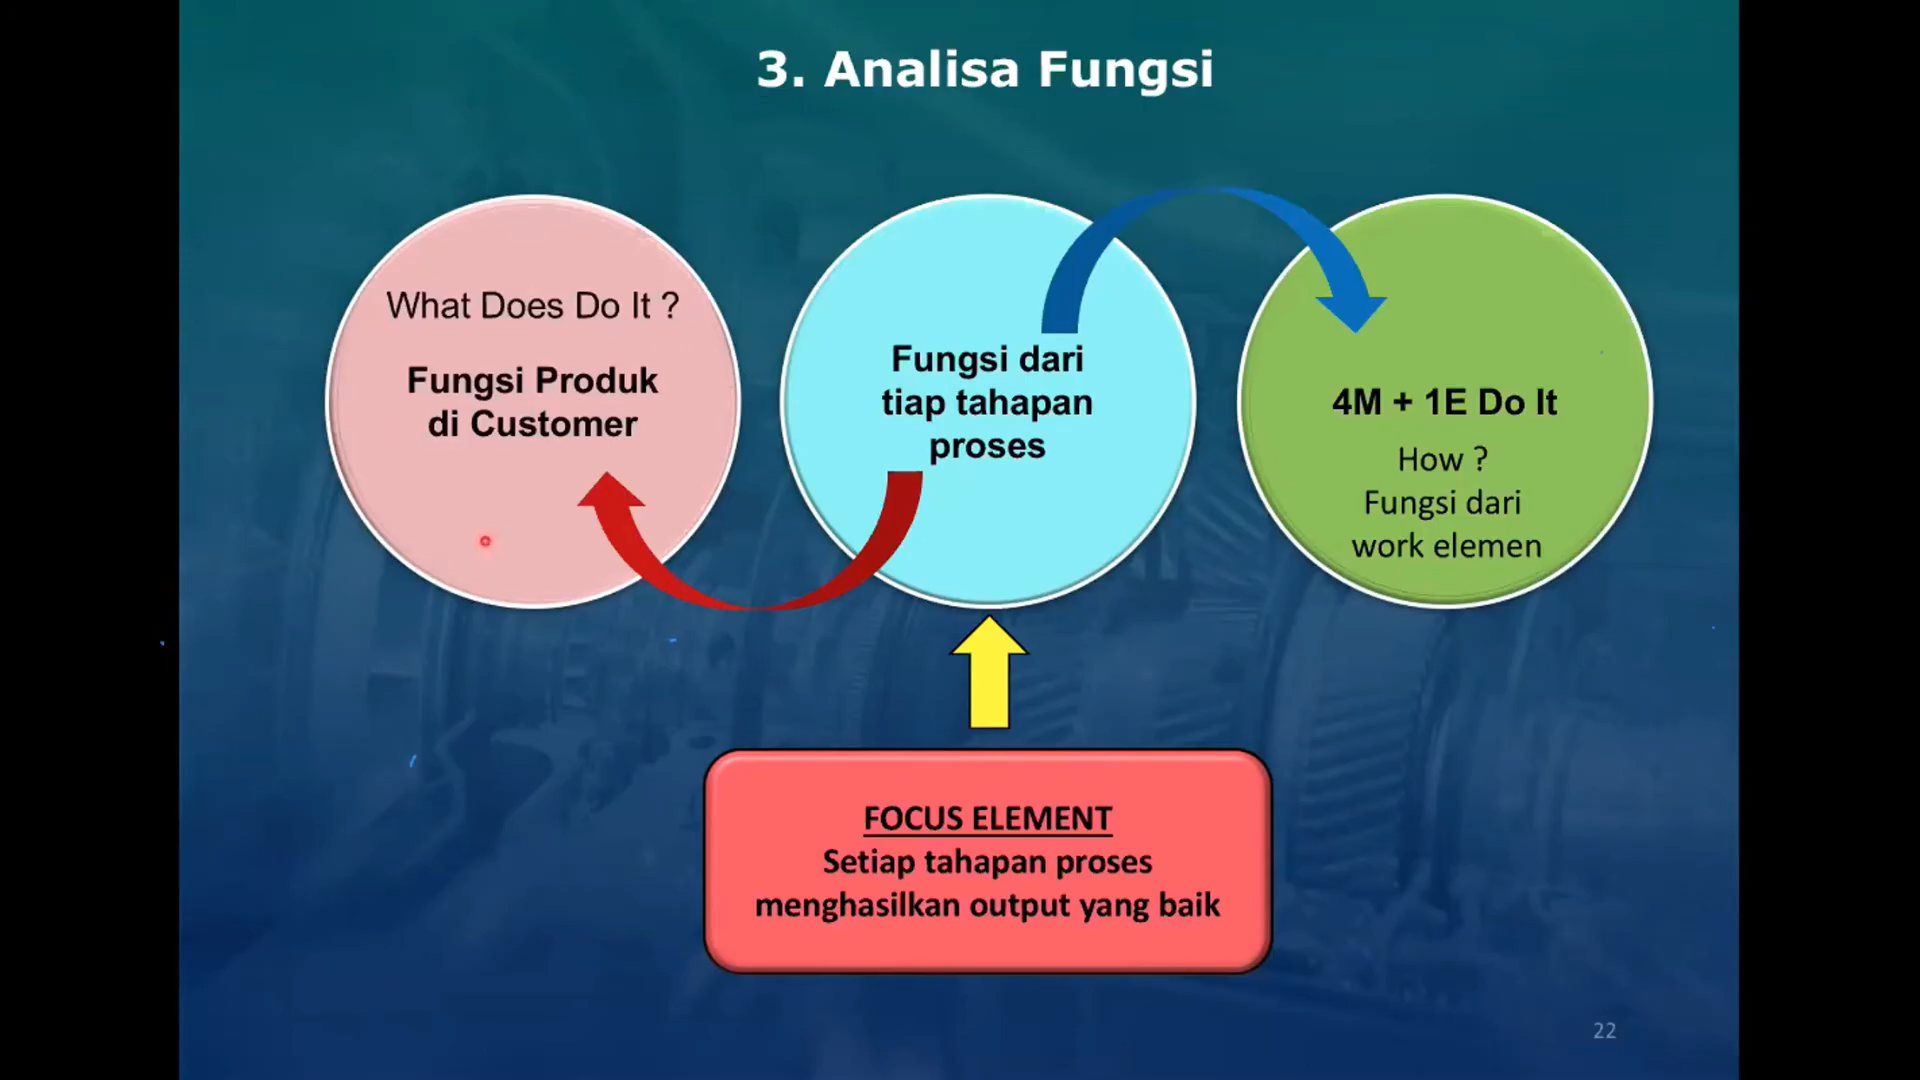 3. Analisa Fungsi
What Does Do It ?
Fungsi Produk
di Customer
Fungsi dari
tiap tahapan
proses
4M + 1E Do It
How ?
Fungsi dari
work elemen
FOCUS ELEMENT
Setiap tahapan proses
menghasilkan output yang baik
22